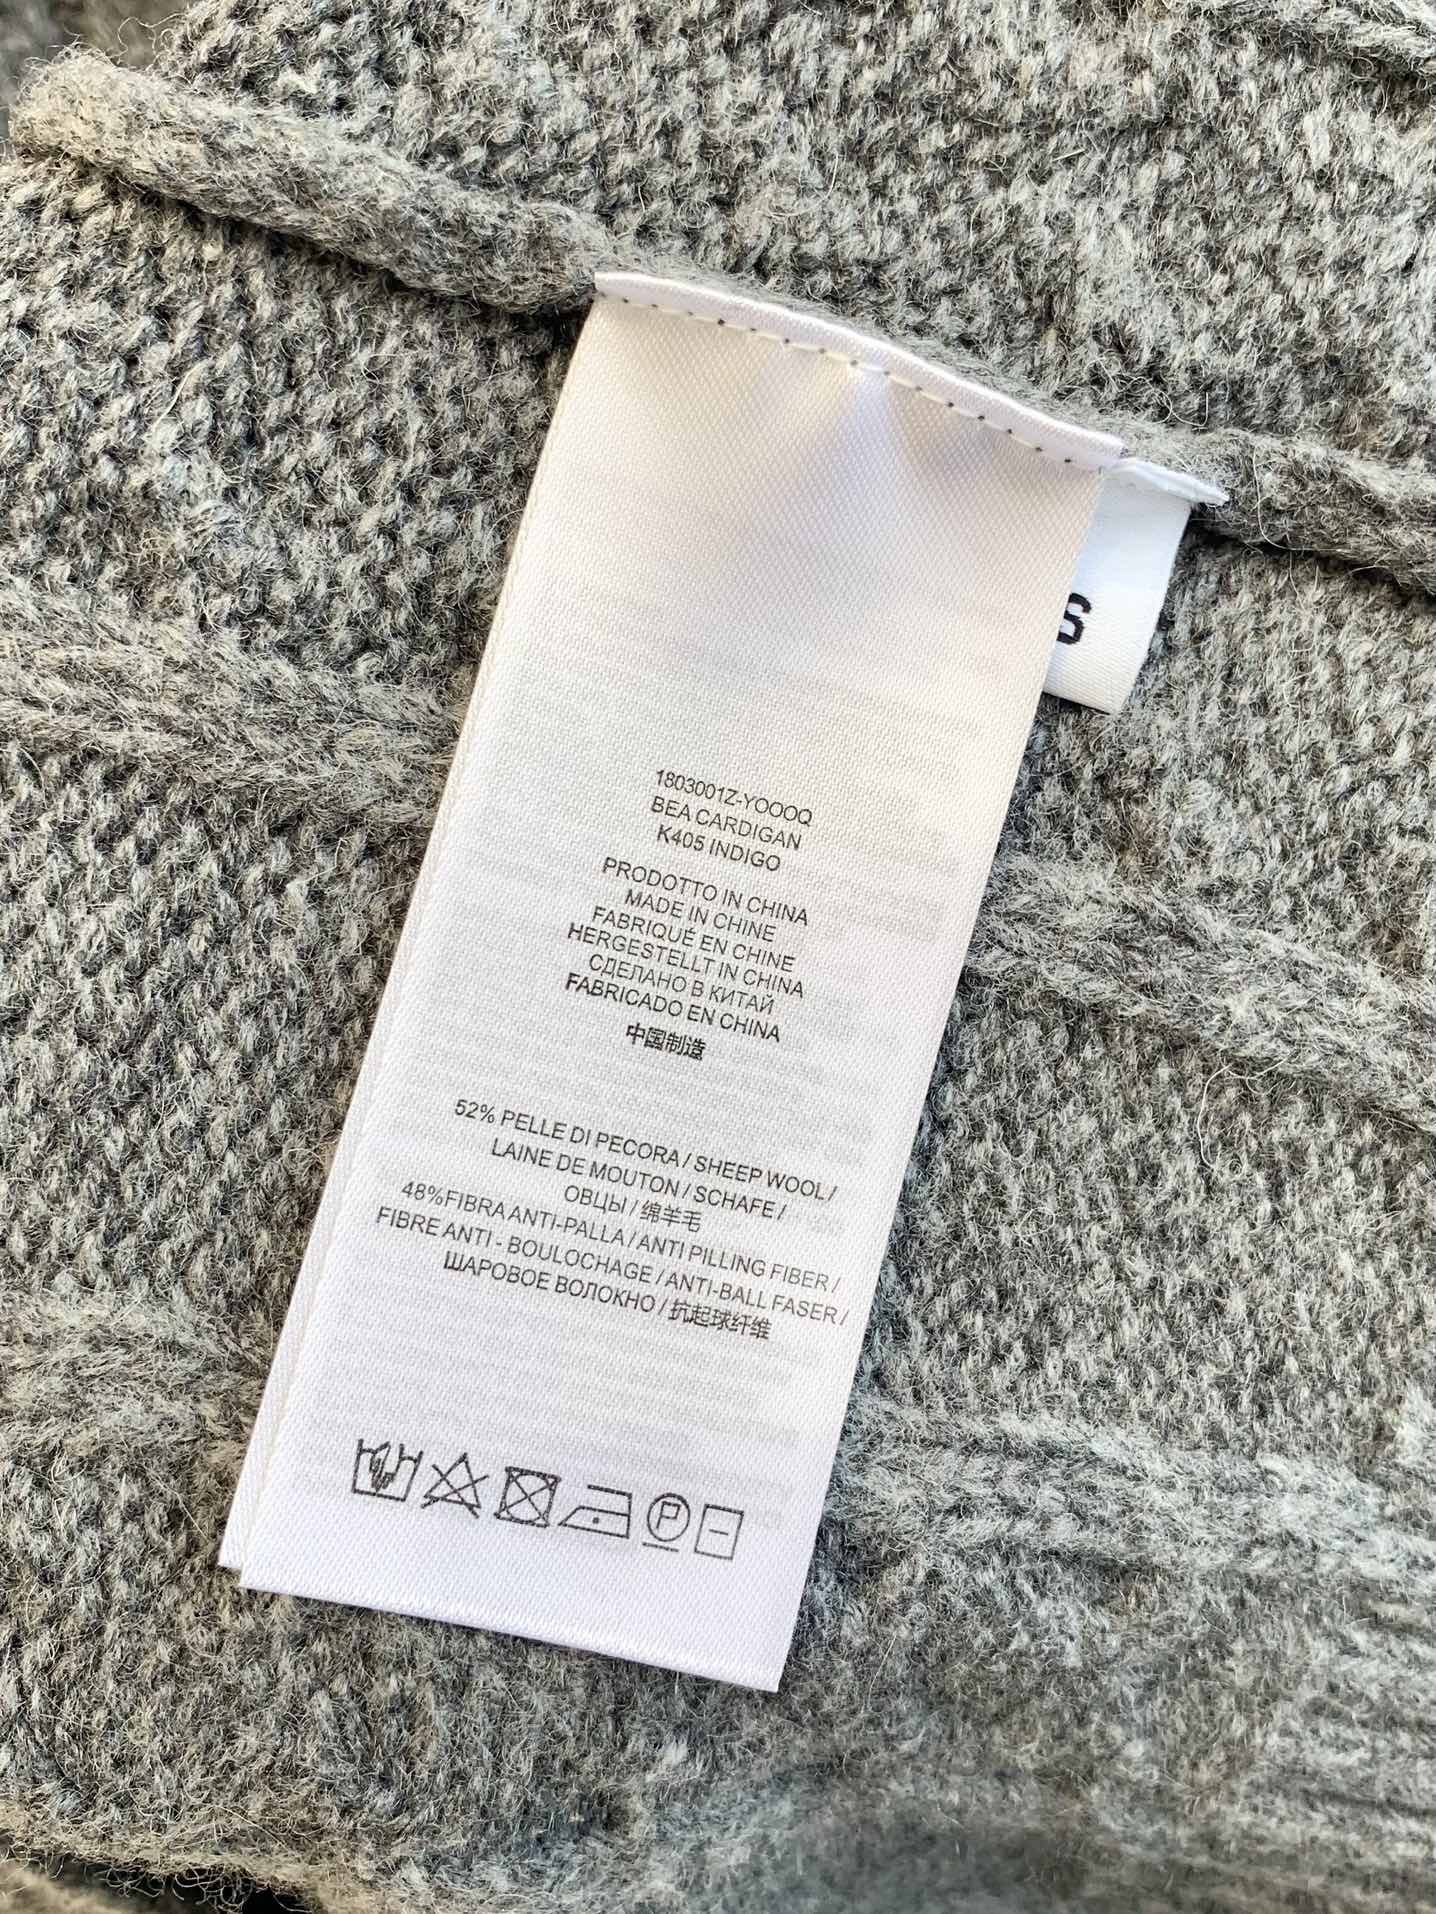 S
1803001Z-YOOOQ
BEA CARDIGAN
K405 INDIGO
PRODOTTO IN CHINA
MADE IN CHINE
FABRIQUÉ EN CHINE
HERGESTELLT IN CHINA
СДЕЛАНО В КИТАЙ
FABRICADO EN CHINA
中国制造
52% PELLE DI PECORA / SHEEP WOOL /
LAINE DE MOUTON / SCHAFE /
ОВЦЫ / 绵羊毛
48%FIBRA ANTI-PALLA / ANTI PILLING FIBER /
FIBRE ANTI - BOULOCHAGE / ANTI-BALL FASER /
ШАРОВОЕ ВОЛОКНО / 抗起球纤维
P